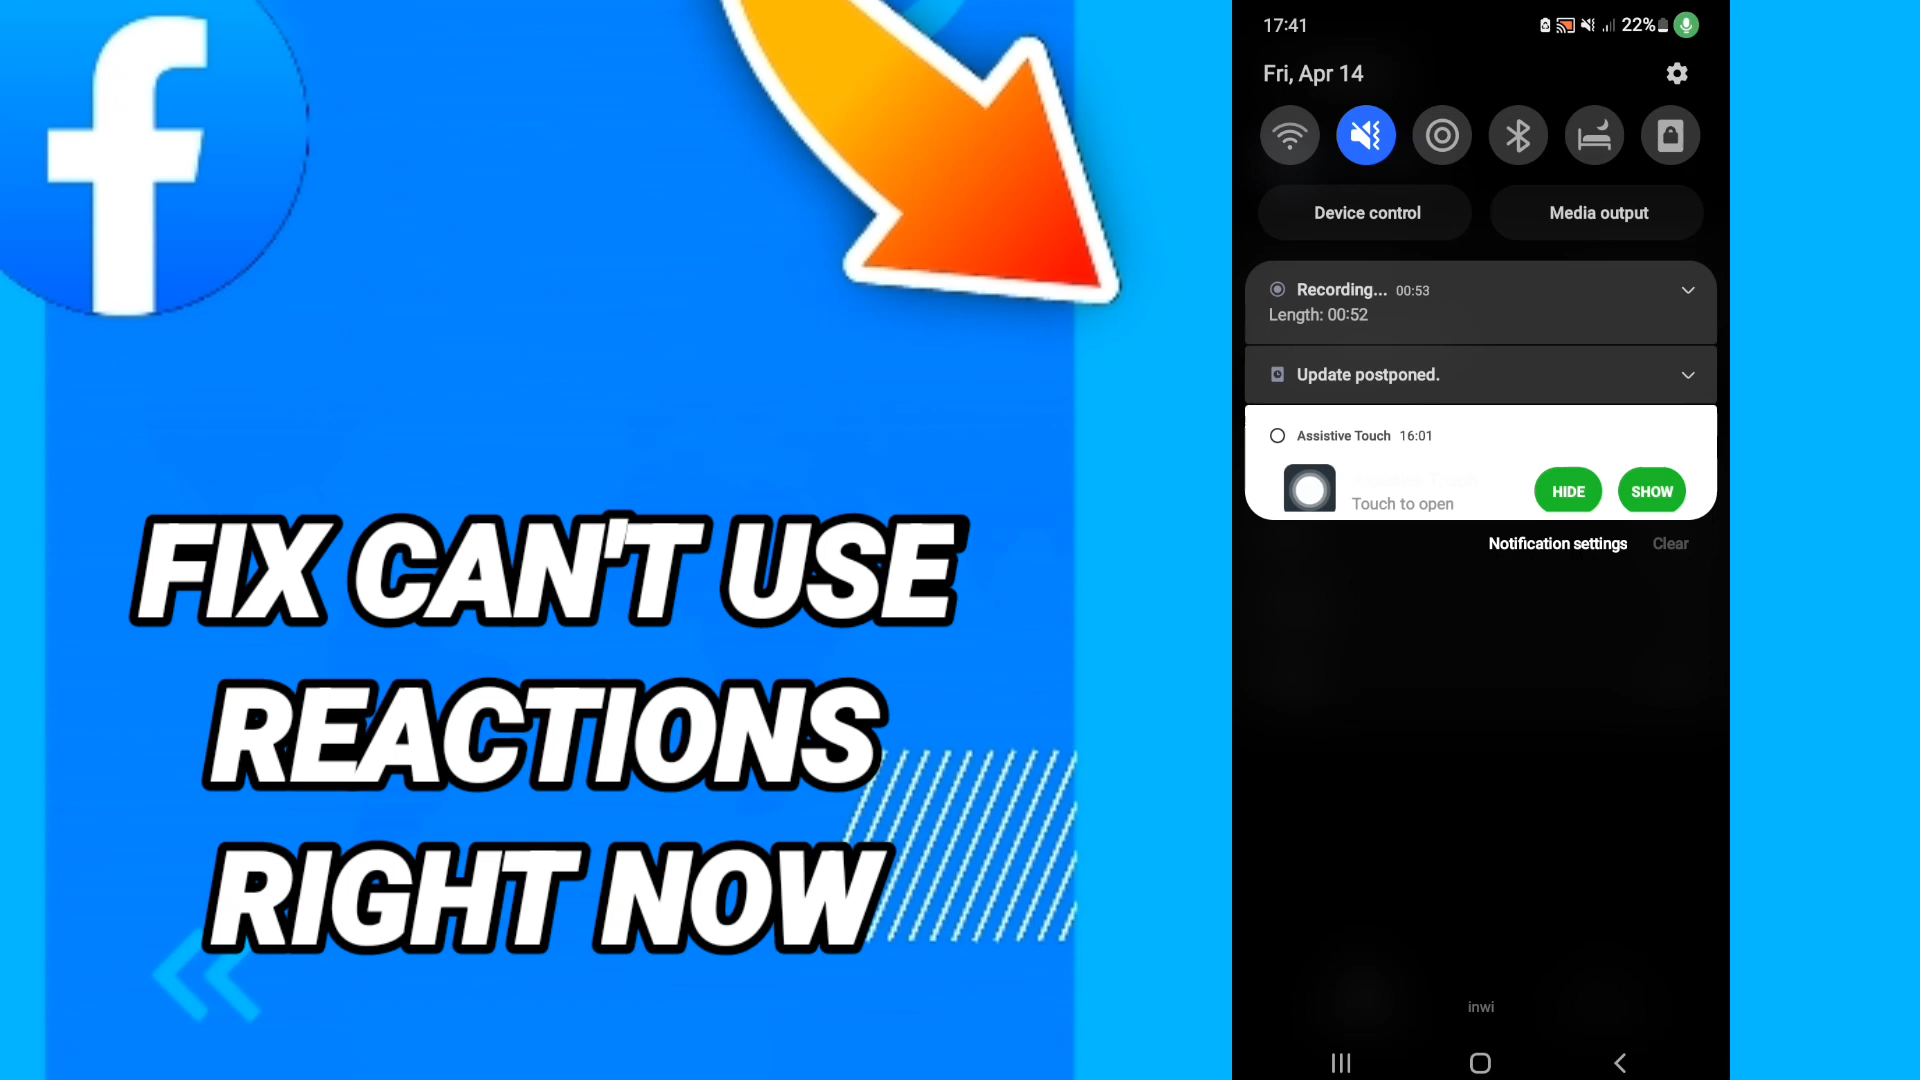 FIX CAN'T USE
REACTIONS
RIGHT NOW
17:41
22%
Fri, Apr 14
Device control
Media output
Recording... 00:53
Length: 00:52
Update postponed.
Assistive Touch 16:01
Touch to open
HIDE
SHOW
Notification settings
Clear
inwi